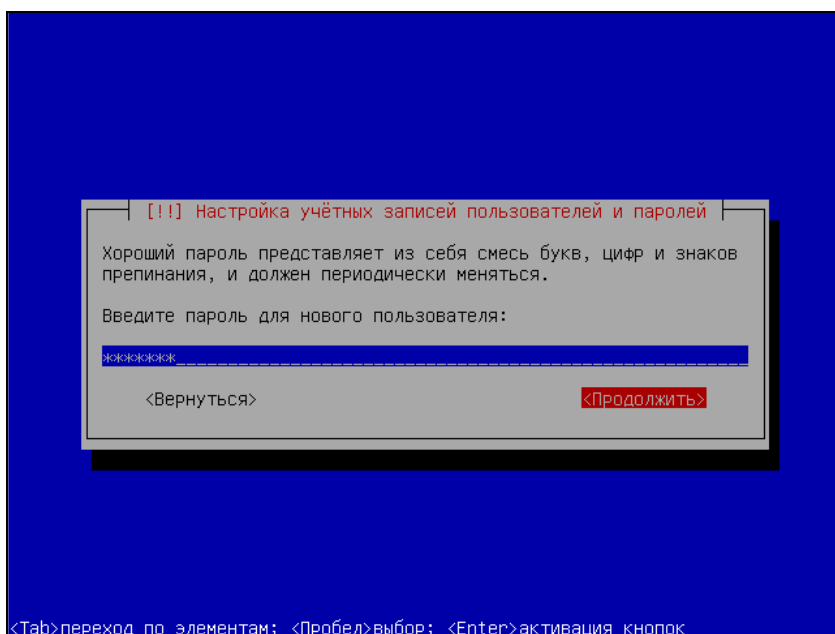 [!!] Настройка учётных записей пользователей и паролей
Хороший пароль представляет из себя смесь букв, цифр и знаков
препинания, и должен периодически меняться.
Введите пароль для нового пользователя:
*******
<Вернуться> <Продолжить>
<Tab>переход по элементам; <Пробел>выбор; <Enter>активация кнопок